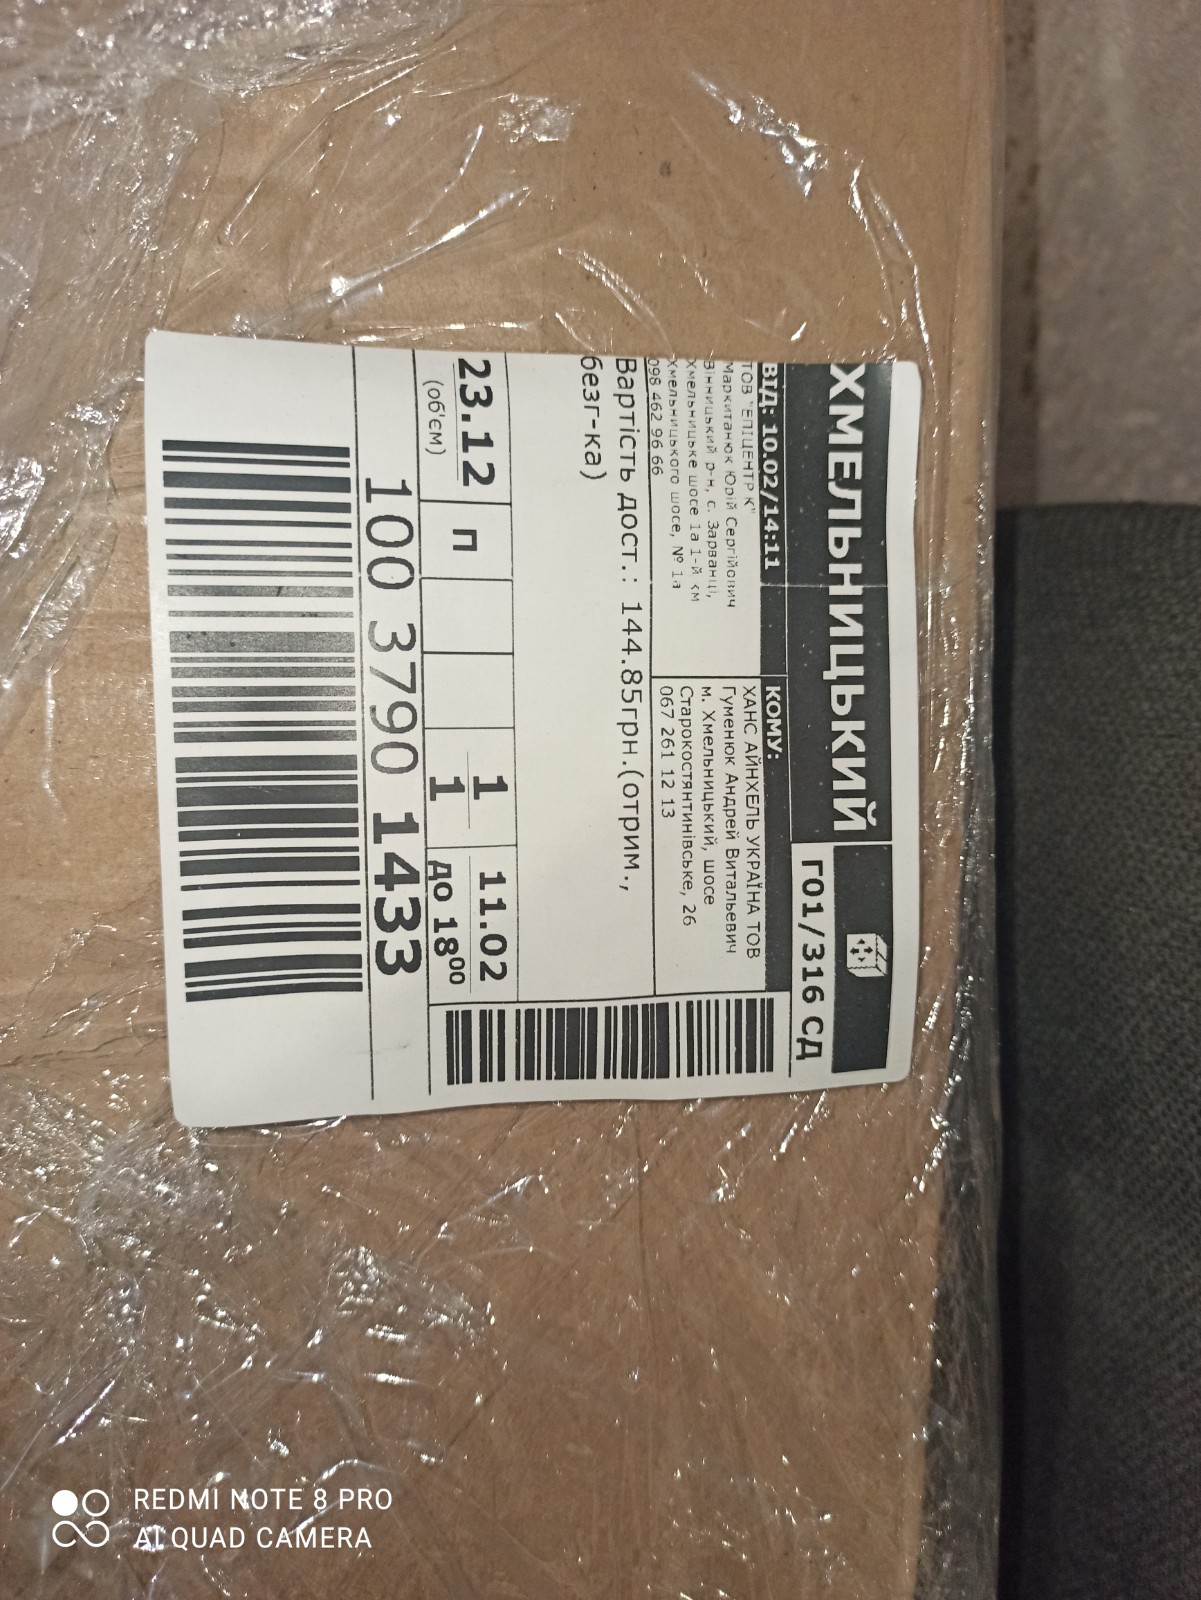 ХМЕЛЬНИЦЬКИЙ
Г01/316 СД
ВІД: 10.02/14:11
ТОВ "ЕПІЦЕНТР К"
Маркитанюк Юрій Сергійович
Вінницький р-н, с. Зарванці,
Хмельницьке шосе 1а 1-й км
Хмельницького шосе, № 1а
098 462 96 66
КОМУ:
ХАНС АЙНХЕЛЬ УКРАЇНА ТОВ
Гуменюк Андрей Витальевич
м. Хмельницький, шосе
Старокостянтинівське, 26
067 261 12 13
Вартість дост.: 144.85грн.(отрим.,
безг-ка)
23.12
(об'єм)
П
1
1
11.02
до 18⁰⁰
100 3790 1433
REDMI NOTE 8 PRO
AI QUAD CAMERA